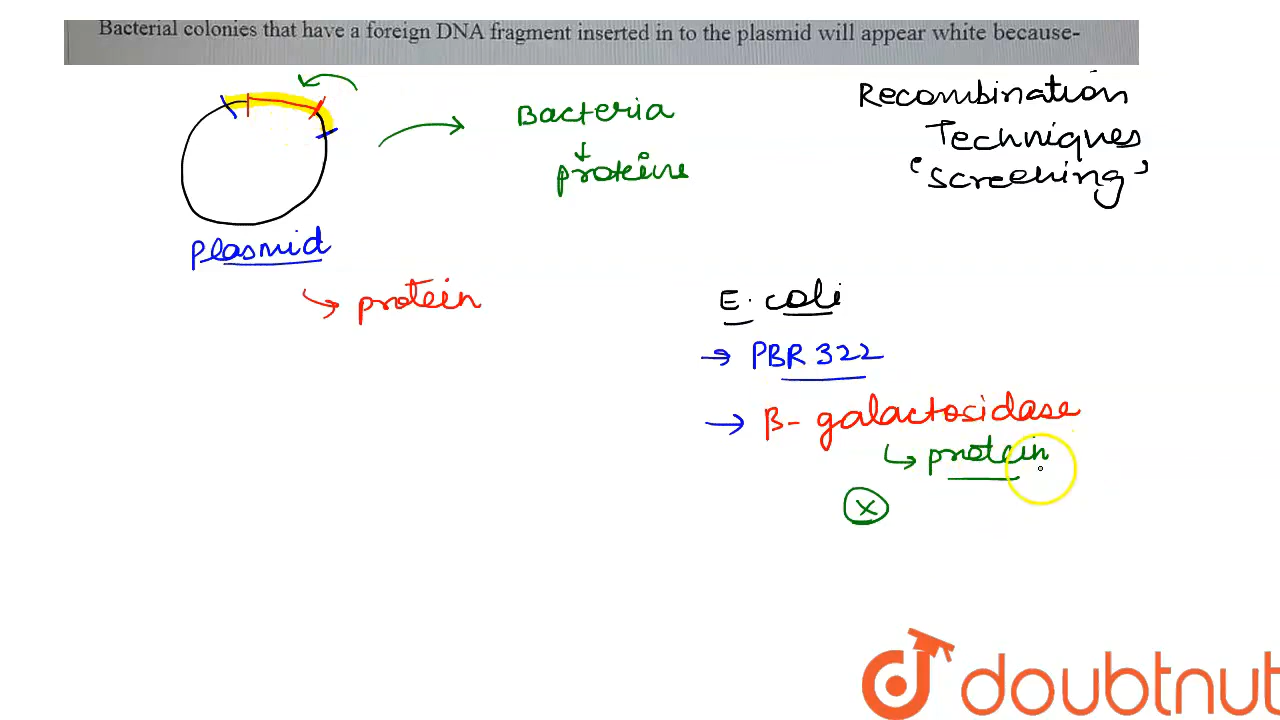 Bacterial colonies that have a foreign DNA fragment inserted in to the plasmid will appear white because-
Bacteria
proteins
Recombination
Techniques
'Screening'
Plasmid
protein
E. coli
PBR 322
β- galactosidase
protein
X
doubtnut